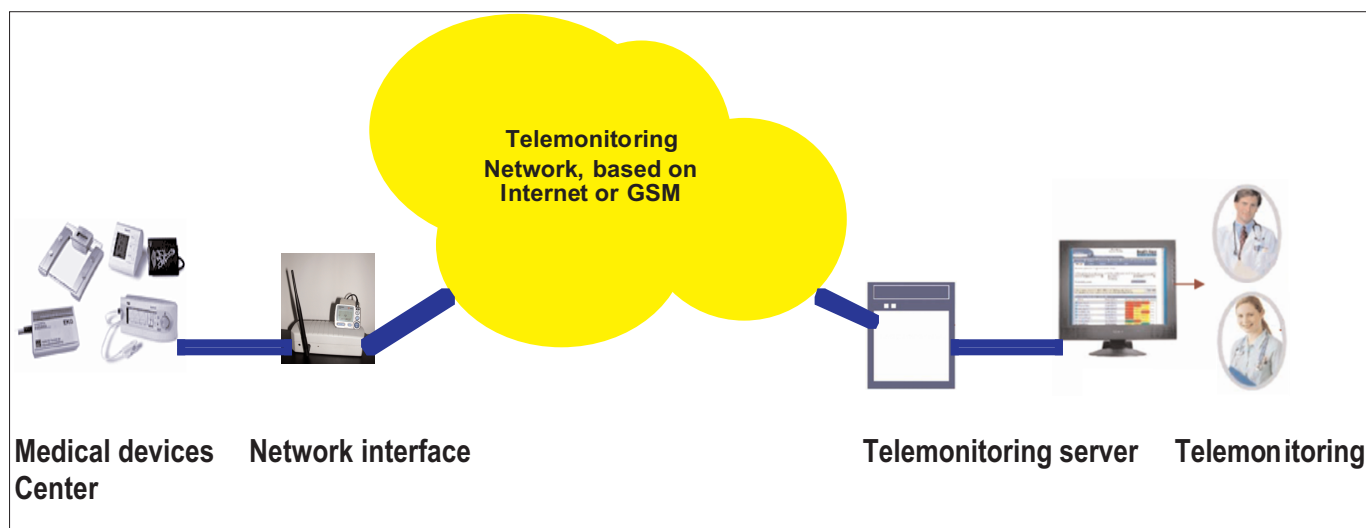 Telemonitoring
Network, based on
Internet or GSM
Medical devices Network interface Telemonitoring server Telemonitoring
Center